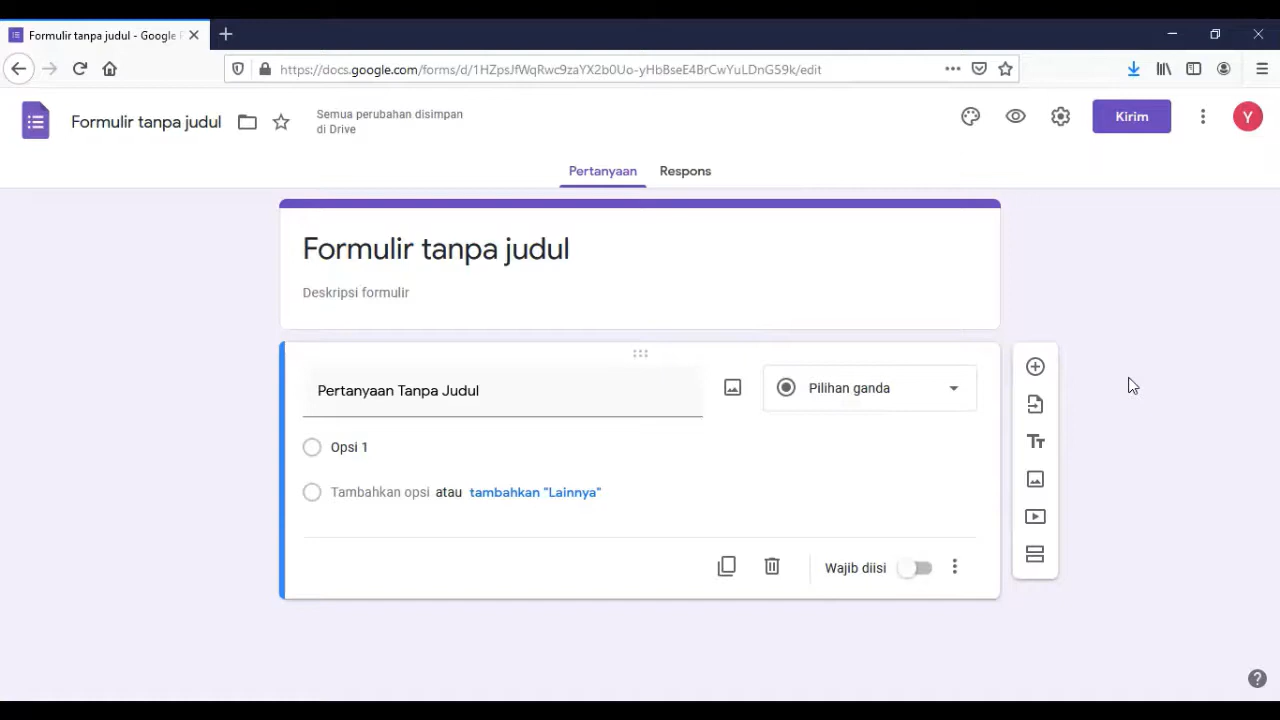 Formulir tanpa judul - Google F
https://docs.google.com/forms/d/1HZpsJfWqRwc9zaYX2b0Uo-yHbBseE4BrCwYuLDnG59k/edit
Formulir tanpa judul
Semua perubahan disimpan
di Drive
Kirim
Y
Pertanyaan Respons
Formulir tanpa judul
Deskripsi formulir
Pertanyaan Tanpa Judul
Pilihan ganda
Opsi 1
Tambahkan opsi atau tambahkan "Lainnya"
Wajib diisi